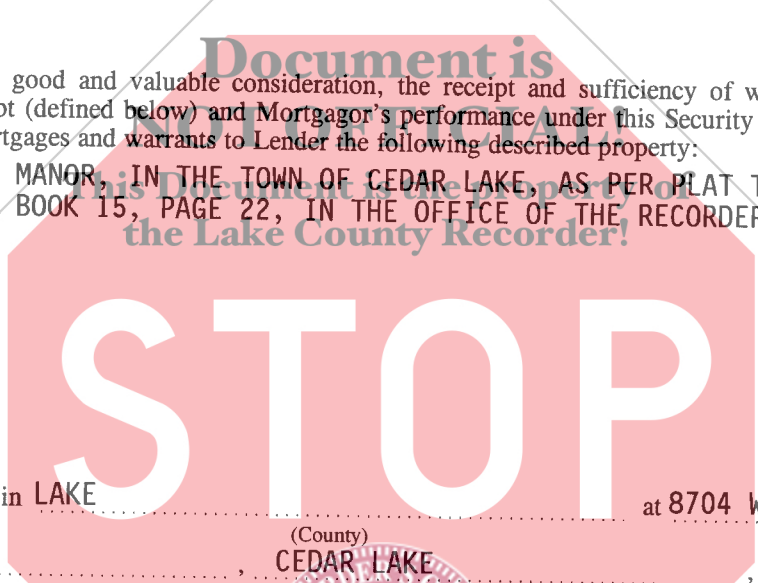 Document is
good and valuable consideration, the receipt and sufficiency of
(defined below) and Mortgagor's performance under this Security
NOT OFFICIAL!
and warrants to Lender the following described property:
MANOR, IN THE TOWN OF CEDAR LAKE, AS PER PLAT
This Document is the property of
BOOK 15, PAGE 22, IN THE OFFICE OF THE RECORDER
the Lake County Recorder!
STOP
in LAKE at 8704 W
(County)
, CEDAR LAKE ,